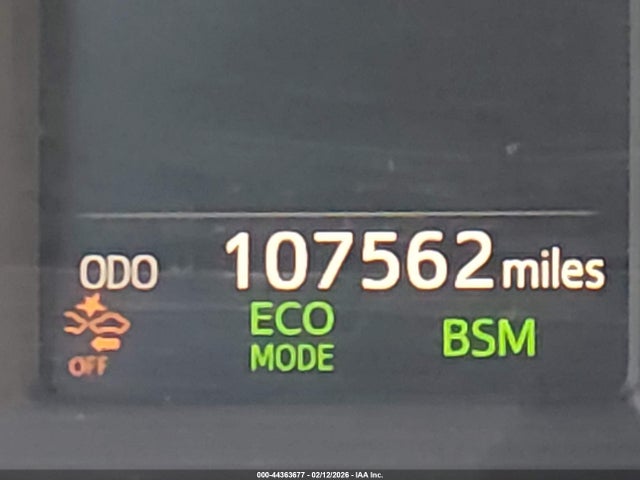 ODO 107562 miles
ECO
MODE
BSM
OFF
000-44363677 - 02/12/2026 - IAA Inc.